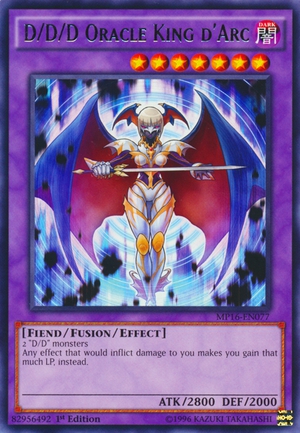 D/D/D ORACLE KING D'ARC
DARK
闇
MP16-EN077
[FIEND/FUSION/EFFECT]
2 "D/D" monsters
Any effect that would inflict damage to you makes you gain that
much LP, instead.
ATK/2800 DEF/2000
82956492 1st Edition ©1996 KAZUKI TAKAHASHI